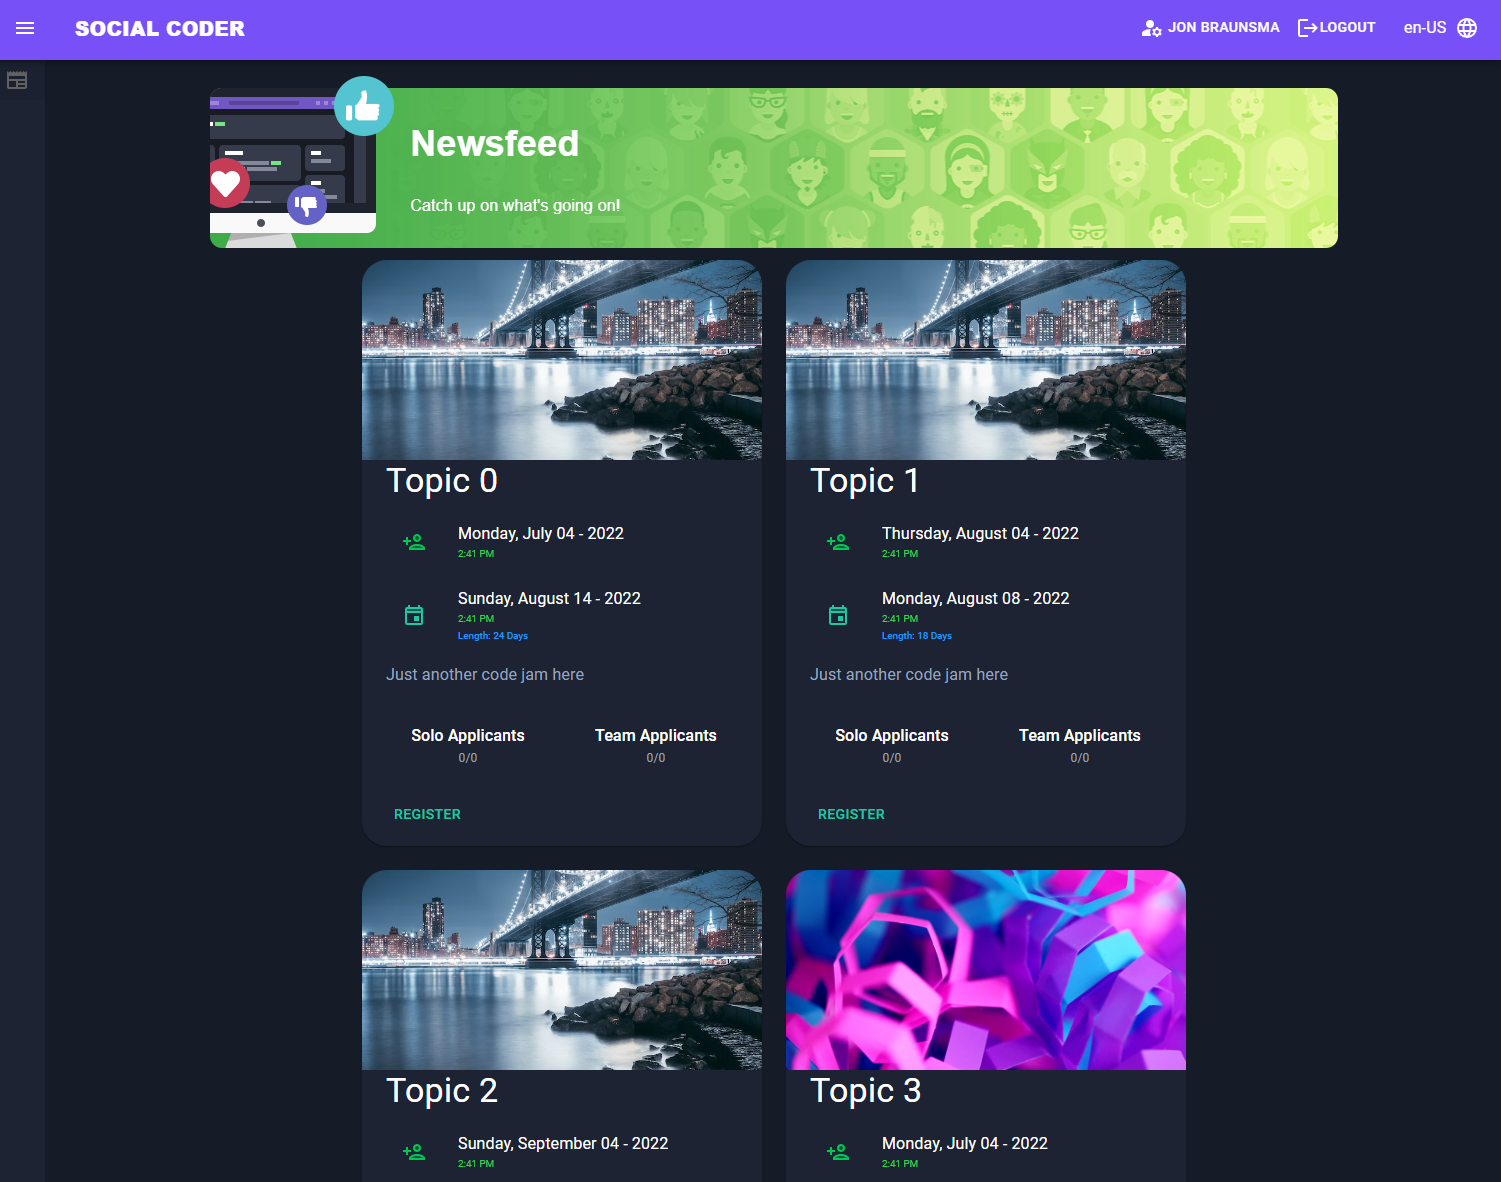 SOCIAL CODER
JON BRAUNSMA
LOGOUT
en-US
Newsfeed
Catch up on what's going on!
Topic 0
Monday, July 04 - 2022
2:41 PM
Sunday, August 14 - 2022
2:41 PM
Length: 24 Days
Just another code jam here
Solo Applicants
Team Applicants
0/0
0/0
REGISTER
Topic 1
Thursday, August 04 - 2022
2:41 PM
Monday, August 08 - 2022
2:41 PM
Length: 18 Days
Just another code jam here
Solo Applicants
Team Applicants
0/0
0/0
REGISTER
Topic 2
Sunday, September 04 - 2022
2:41 PM
Topic 3
Monday, July 04 - 2022
2:41 PM